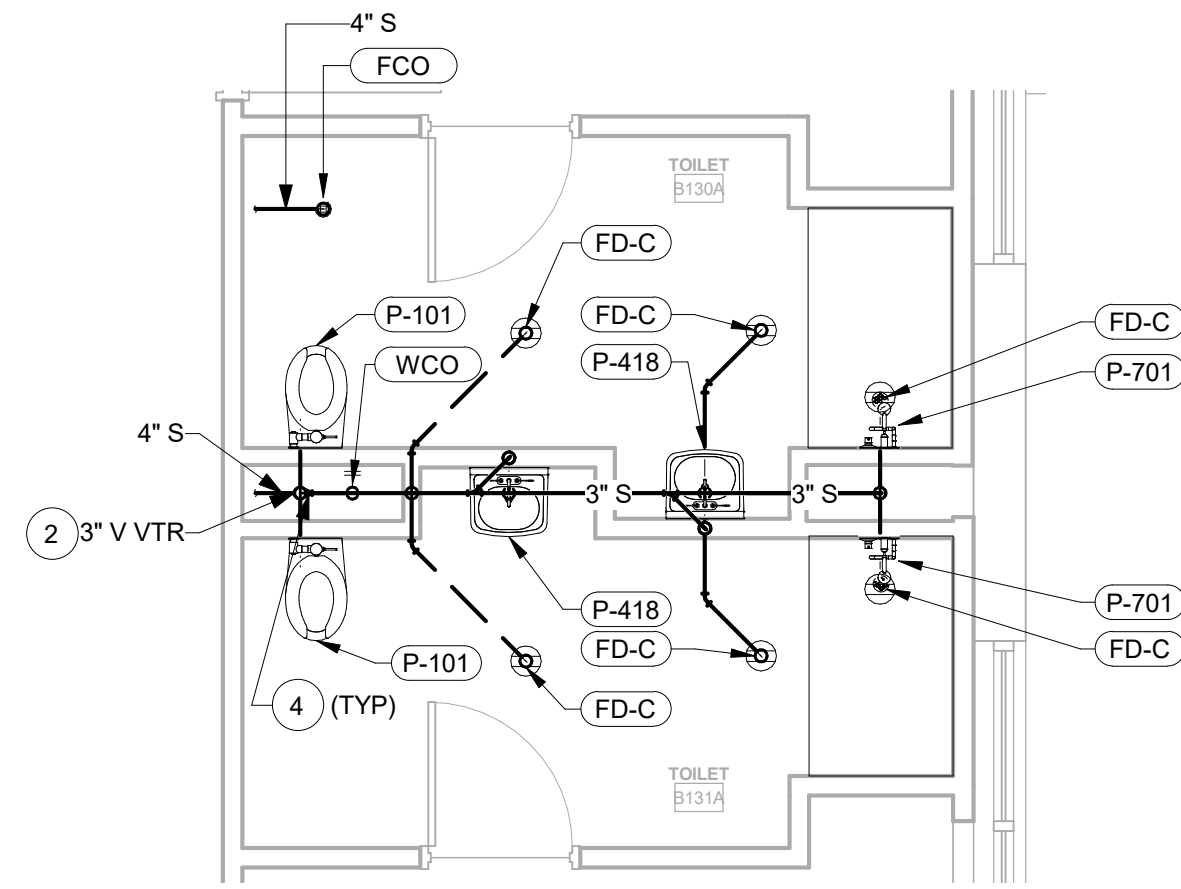 4" S
FCO
TOILET
B130A
FD-C
P-101
FD-C
FD-C
P-418
WCO
P-701
4" S
3" S
3" S
2
3" V VTR
P-701
P-418
FD-C
FD-C
P-101
4
(TYP)
FD-C
TOILET
B131A